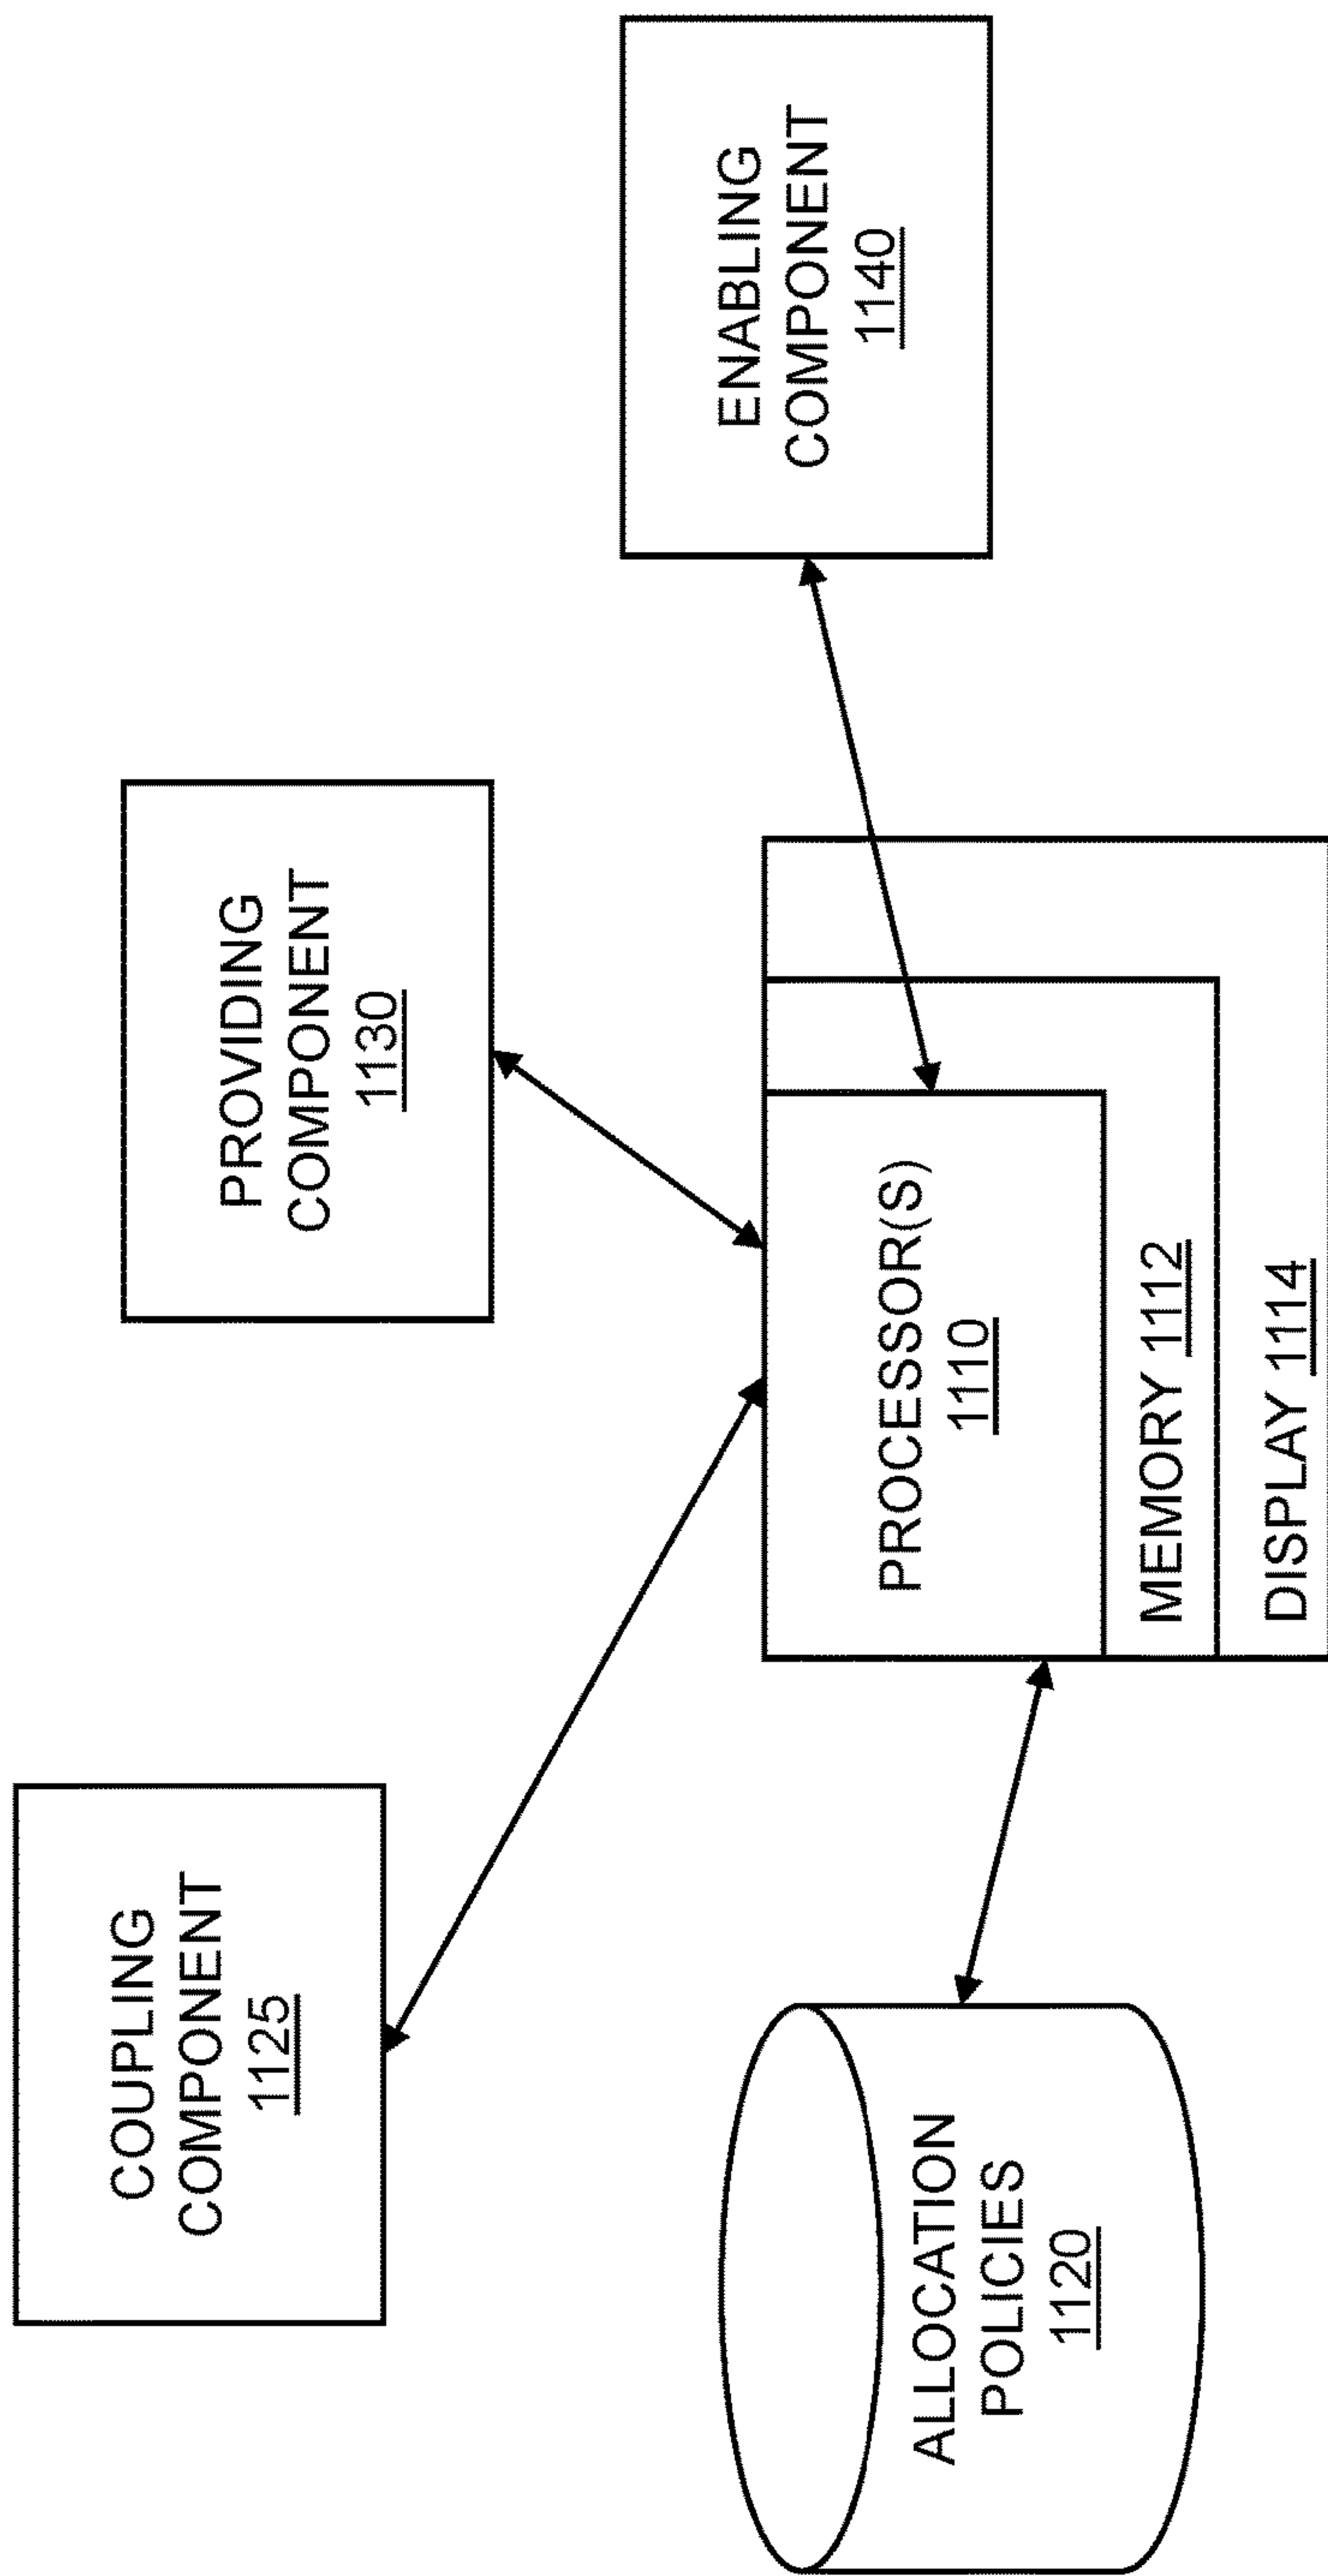 COUPLING
COMPONENT
1125
PROVIDING
COMPONENT
1130
ENABLING
COMPONENT
1140
ALLOCATION
POLICIES
1120
PROCESSOR(S)
1110
MEMORY 1112
DISPLAY 1114